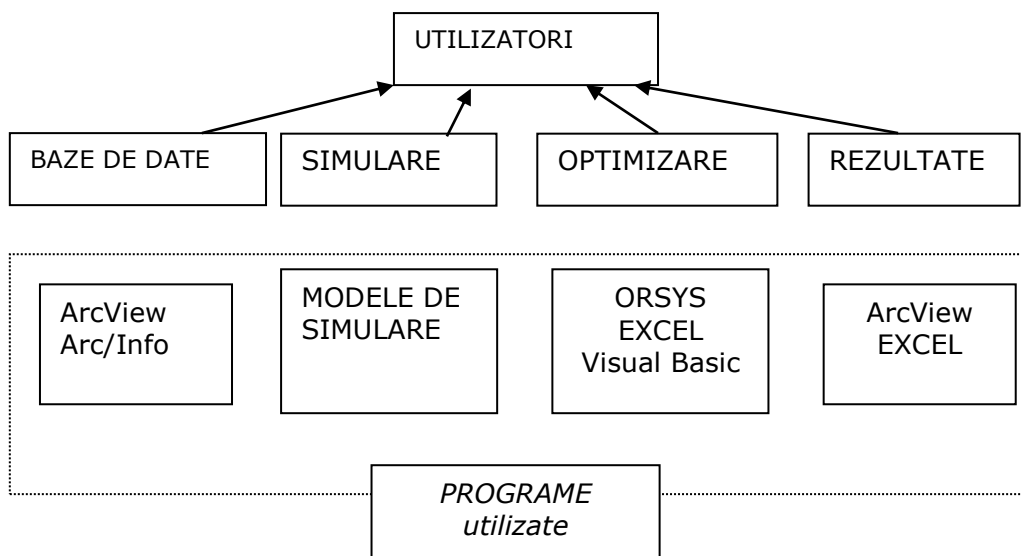 UTILIZATORI
BAZE DE DATE
SIMULARE
OPTIMIZARE
REZULTATE
ArcView
Arc/Info
MODELE DE
SIMULARE
ORSYS
EXCEL
Visual Basic
ArcView
EXCEL
PROGRAME
utilizate